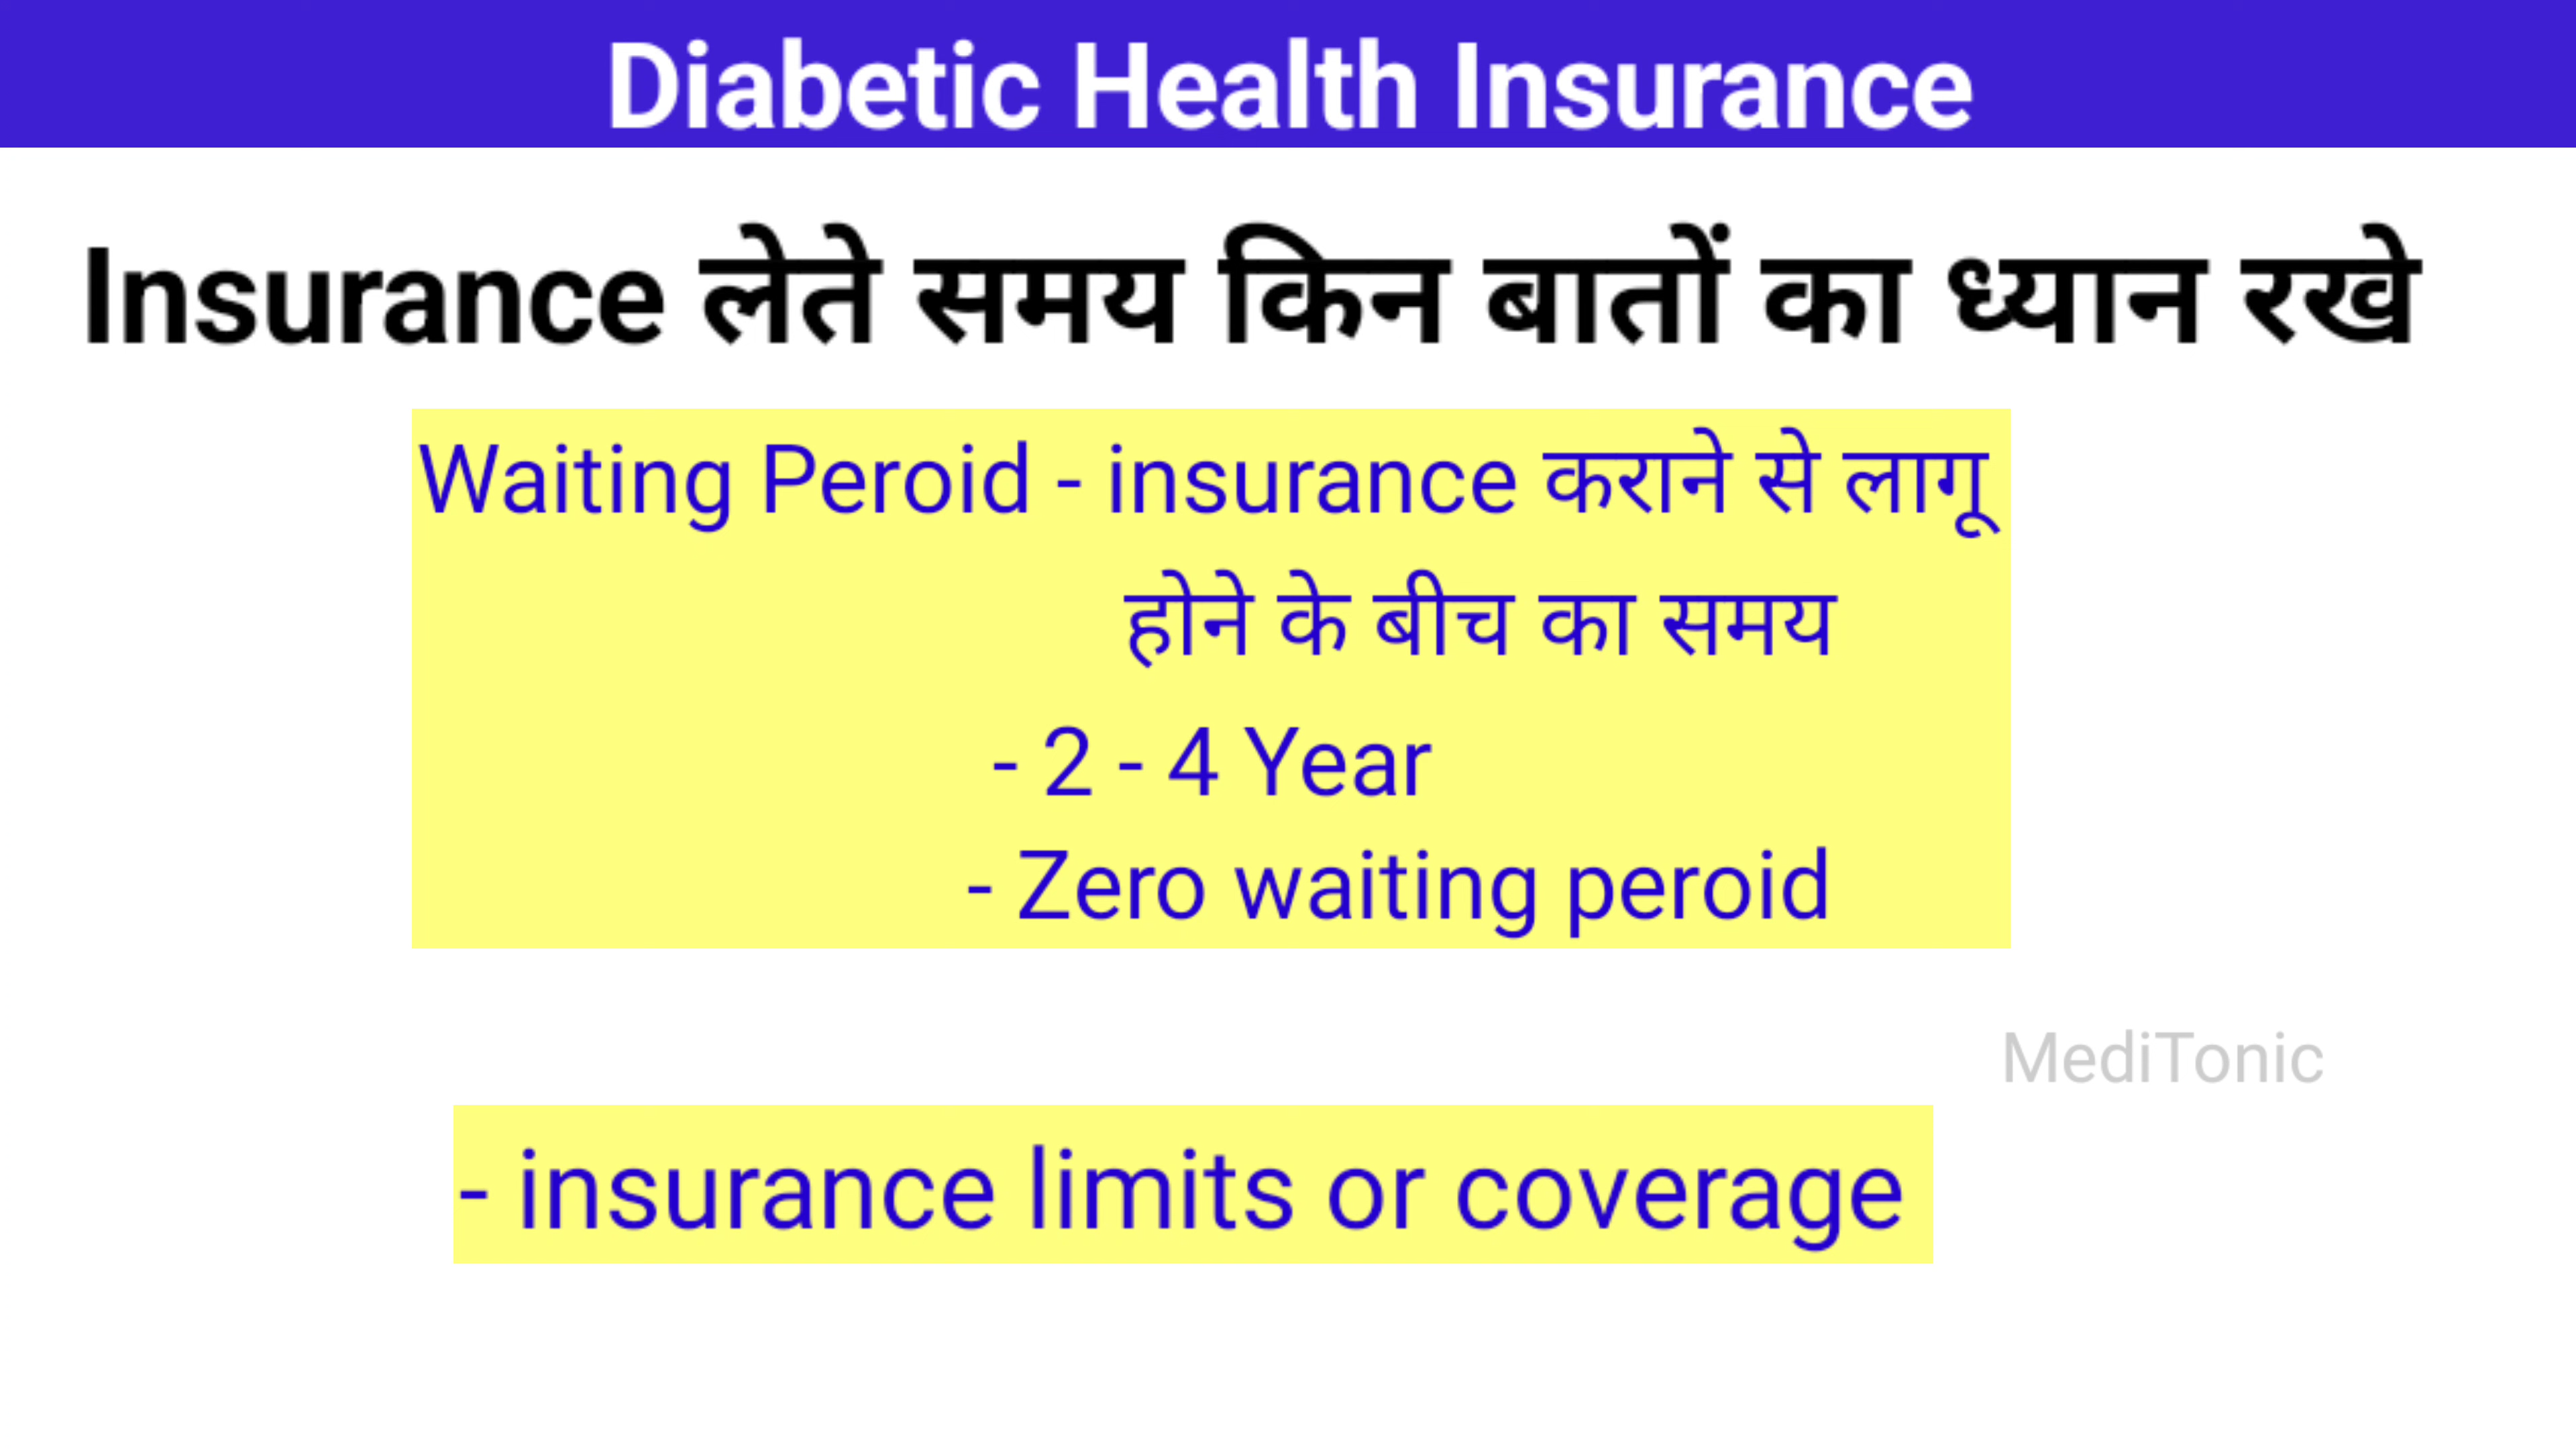 Diabetic Health Insurance
Insurance लेते समय किन बातों का ध्यान रखे
Waiting Peroid - insurance कराने से लागू
होने के बीच का समय
- 2 - 4 Year
- Zero waiting peroid
MediTonic
- insurance limits or coverage